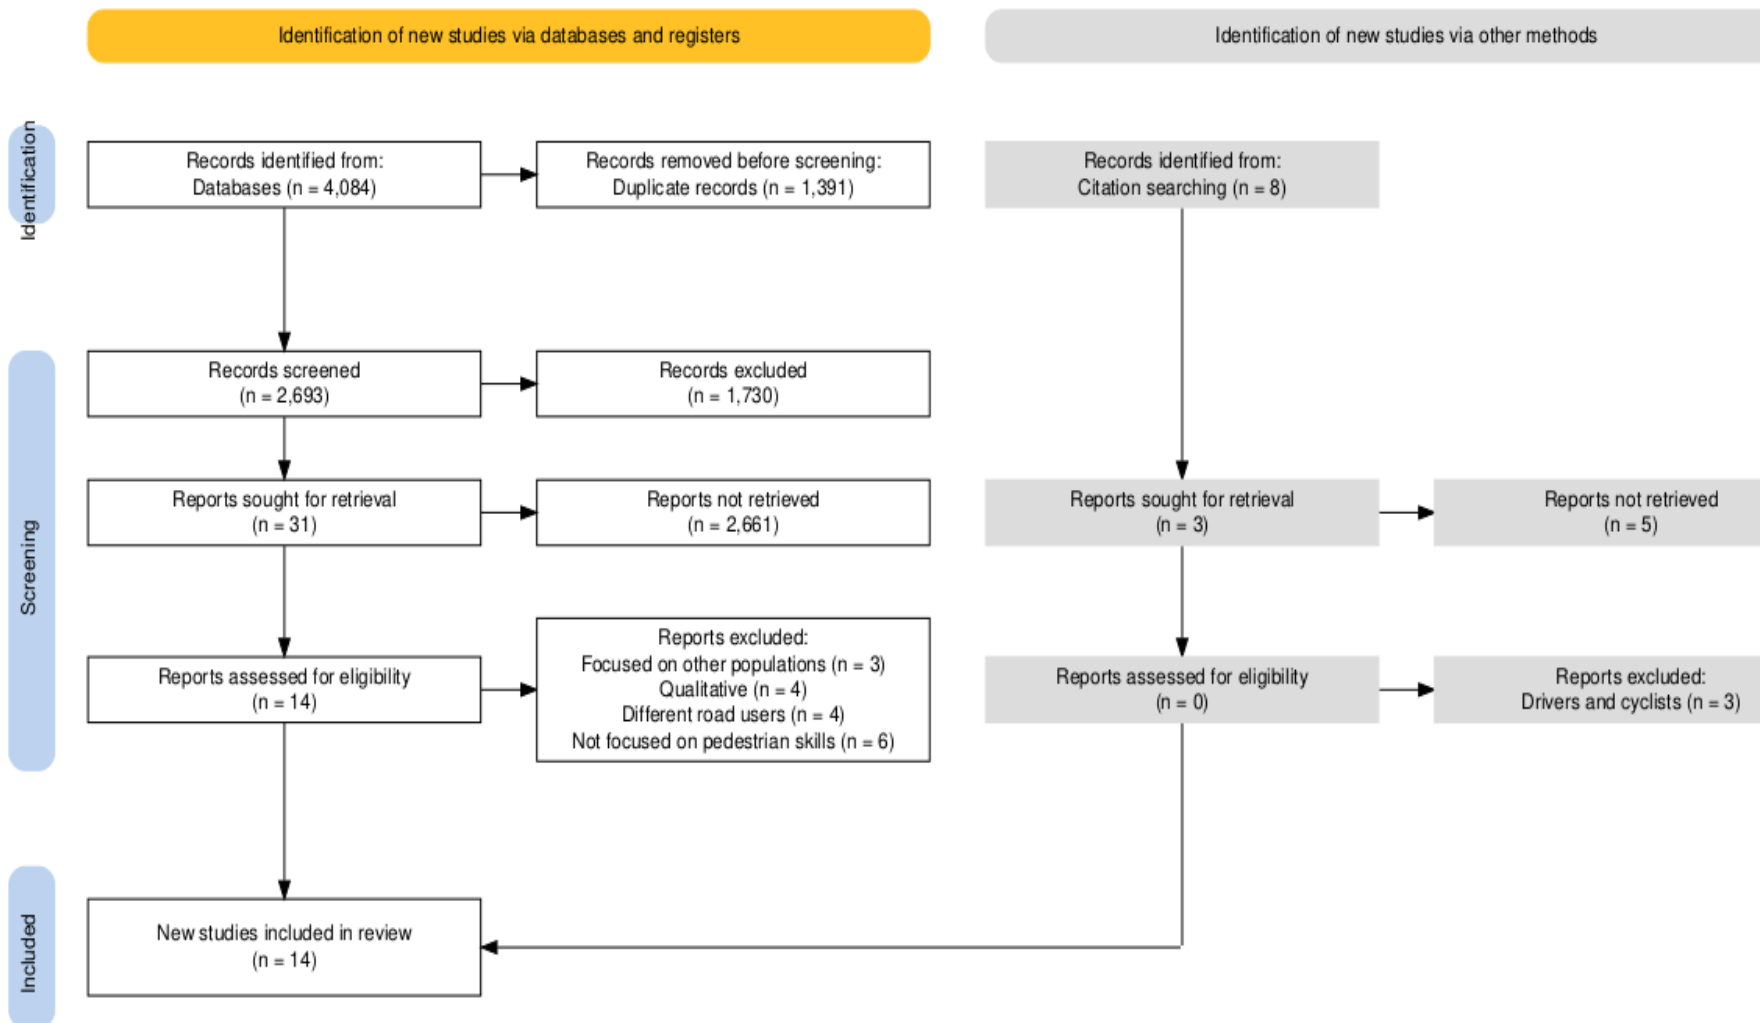 Identification of new studies via databases and registers
Identification of new studies via other methods
Identification
Records identified from:
Databases (n = 4,084)
Records removed before screening:
Duplicate records (n = 1,391)
Records identified from:
Citation searching (n = 8)
Screening
Records screened
(n = 2,693)
Records excluded
(n = 1,730)
Reports sought for retrieval
(n = 31)
Reports not retrieved
(n = 2,661)
Reports sought for retrieval
(n = 3)
Reports not retrieved
(n = 5)
Reports assessed for eligibility
(n = 14)
Reports excluded:
Focused on other populations (n = 3)
Qualitative (n = 4)
Different road users (n = 4)
Not focused on pedestrian skills (n = 6)
Reports assessed for eligibility
(n = 0)
Reports excluded:
Drivers and cyclists (n = 3)
Included
New studies included in review
(n = 14)